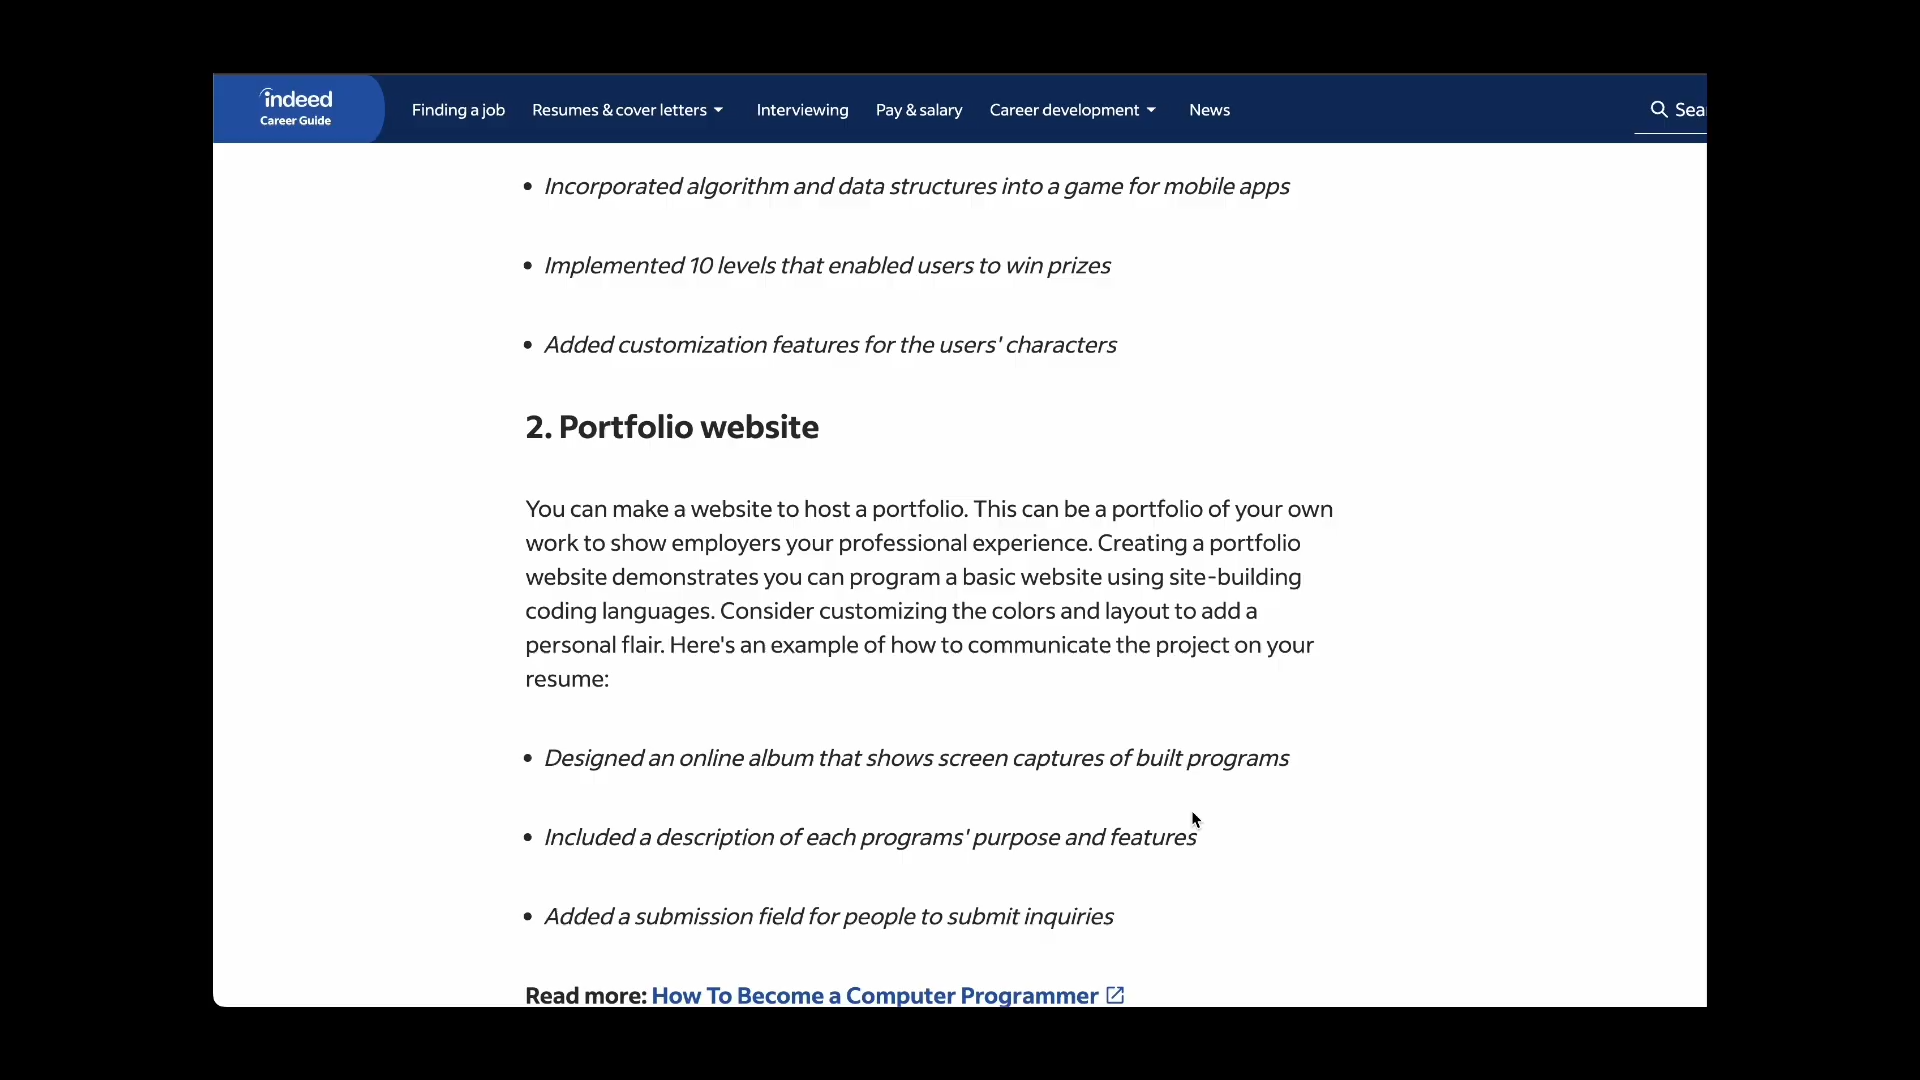 indeed
Career Guide
Finding a job Resumes & cover letters Interviewing Pay & salary Career development News Sea
• Incorporated algorithm and data structures into a game for mobile apps
• Implemented 10 levels that enabled users to win prizes
• Added customization features for the users' characters
2. Portfolio website
You can make a website to host a portfolio. This can be a portfolio of your own
work to show employers your professional experience. Creating a portfolio
website demonstrates you can program a basic website using site-building
coding languages. Consider customizing the colors and layout to add a
personal flair. Here's an example of how to communicate the project on your
resume:
• Designed an online album that shows screen captures of built programs
• Included a description of each programs' purpose and features
• Added a submission field for people to submit inquiries
Read more: How To Become a Computer Programmer